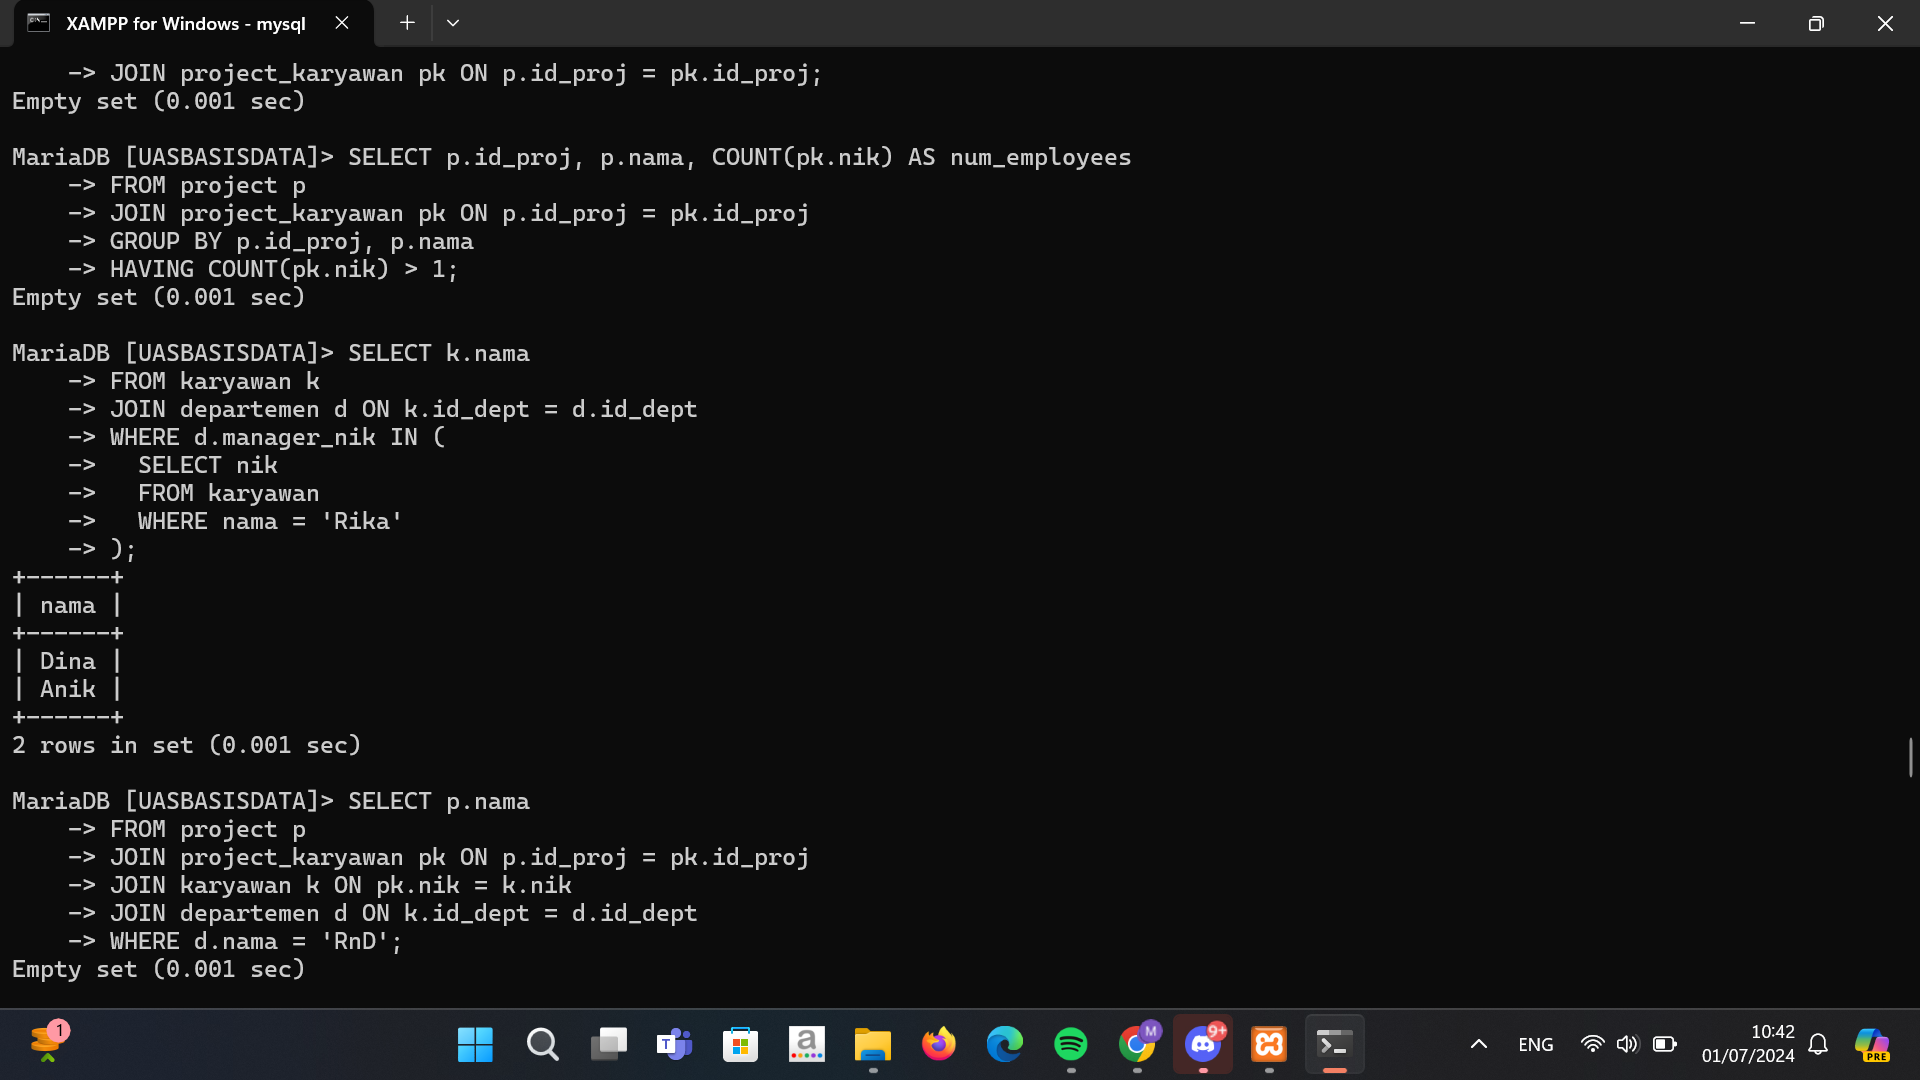 XAMPP for Windows - mysql
-> JOIN project_karyawan pk ON p.id_proj = pk.id_proj;
Empty set (0.001 sec)
MariaDB [UASBASISDATA]> SELECT p.id_proj, p.nama, COUNT(pk.nik) AS num_employees
-> FROM project p
-> JOIN project_karyawan pk ON p.id_proj = pk.id_proj
-> GROUP BY p.id_proj, p.nama
-> HAVING COUNT(pk.nik) > 1;
Empty set (0.001 sec)
MariaDB [UASBASISDATA]> SELECT k.nama
-> FROM karyawan k
-> JOIN departemen d ON k.id_dept = d.id_dept
-> WHERE d.manager_nik IN (
->   SELECT nik
->   FROM karyawan
->   WHERE nama = 'Rika'
-> );
+------+
| nama |
+------+
| Dina |
| Anik |
+------+
2 rows in set (0.001 sec)
MariaDB [UASBASISDATA]> SELECT p.nama
-> FROM project p
-> JOIN project_karyawan pk ON p.id_proj = pk.id_proj
-> JOIN karyawan k ON pk.nik = k.nik
-> JOIN departemen d ON k.id_dept = d.id_dept
-> WHERE d.nama = 'RnD';
Empty set (0.001 sec)
1
T
a
M
9+
ENG
10:42
01/07/2024
PRE